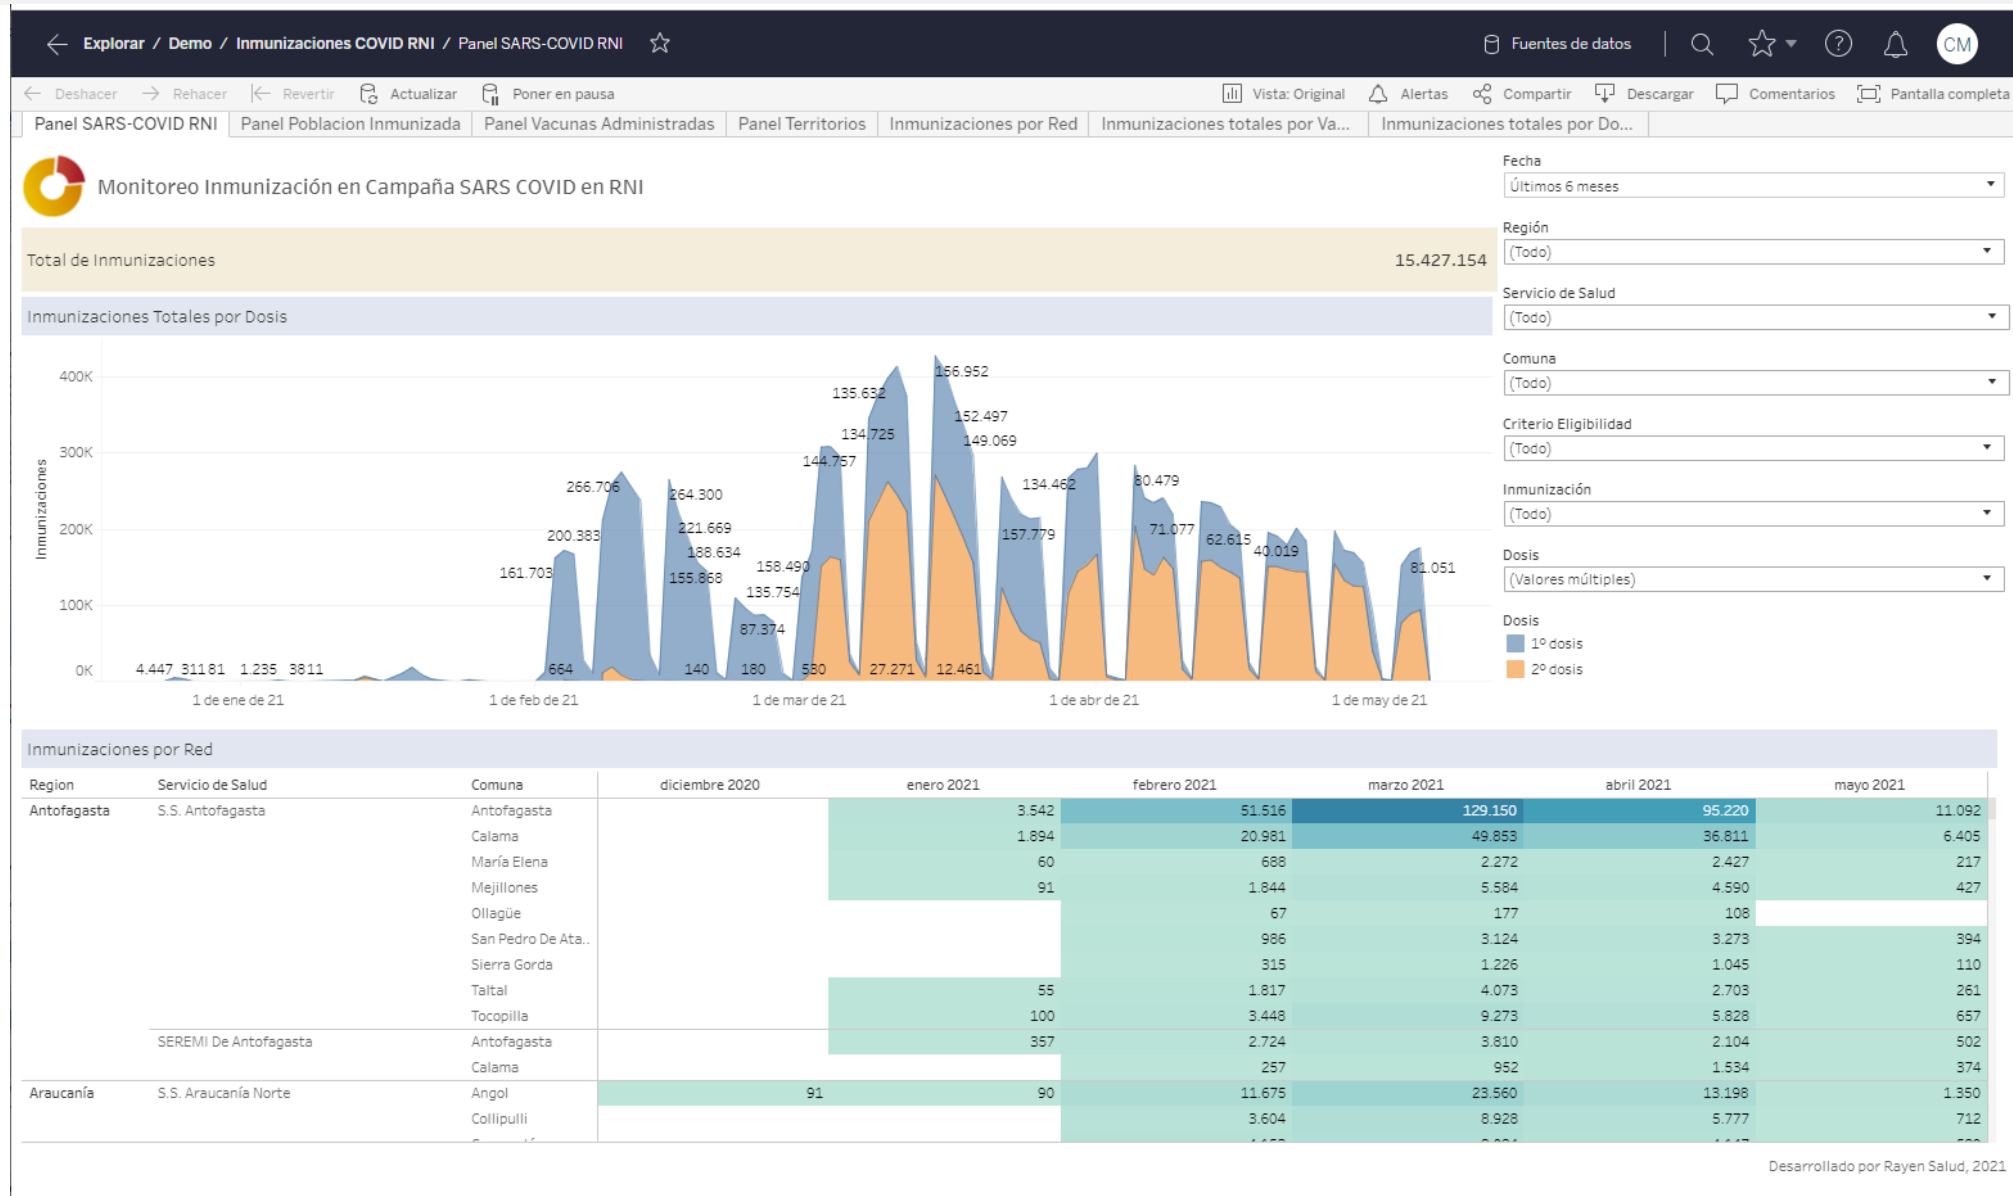 Explorar / Demo / Inmunizaciones COVID RNI / Panel SARS-COVID RNI
Fuentes de datos
CM
Deshacer Rehacer Revertir Actualizar Poner en pausa
Vista: Original Alertas Compartir Descargar Comentarios Pantalla completa
Panel SARS-COVID RNI Panel Poblacion Inmunizada Panel Vacunas Administradas Panel Territorios Inmunizaciones por Red Inmunizaciones totales por Va... Inmunizaciones totales por Do...
Monitoreo Inmunización en Campaña SARS COVID en RNI
Total de Inmunizaciones 15.427.154
Inmunizaciones Totales por Dosis
Inmunizaciones
400K
300K
200K
100K
0K
156.952
135.632
152.497
134.725
149.069
144.757
266.706
264.300
134.462
80.479
200.383
221.669
157.779
71.077
62.615
40.019
188.634
161.703
155.868
158.490
81.051
135.754
87.374
4.447 311 81 1.235 3811 664 140 180 530 27.271 12.461
1 de ene de 21 1 de feb de 21 1 de mar de 21 1 de abr de 21 1 de may de 21
Fecha
Últimos 6 meses
Región
(Todo)
Servicio de Salud
(Todo)
Comuna
(Todo)
Criterio Eligibilidad
(Todo)
Inmunización
(Todo)
Dosis
(Valores múltiples)
Dosis
1º dosis
2º dosis
Inmunizaciones por Red
Region Servicio de Salud Comuna diciembre 2020 enero 2021 febrero 2021 marzo 2021 abril 2021 mayo 2021
Antofagasta S.S. Antofagasta Antofagasta 3.542 51.516 129.150 95.220 11.092
Calama 1.894 20.981 49.853 36.811 6.405
María Elena 60 688 2.272 2.427 217
Mejillones 91 1.844 5.584 4.590 427
Ollagüe 67 177 108
San Pedro De Ata.. 986 3.124 3.273 394
Sierra Gorda 315 1.226 1.045 110
Taltal 55 1.817 4.073 2.703 261
Tocopilla 100 3.448 9.273 5.828 657
SEREMI De Antofagasta Antofagasta 357 2.724 3.810 2.104 502
Calama 257 952 1.534 374
Araucanía S.S. Araucanía Norte Angol 91 90 11.675 23.560 13.198 1.350
Collipulli 3.604 8.928 5.777 712
Desarrollado por Rayen Salud, 2021